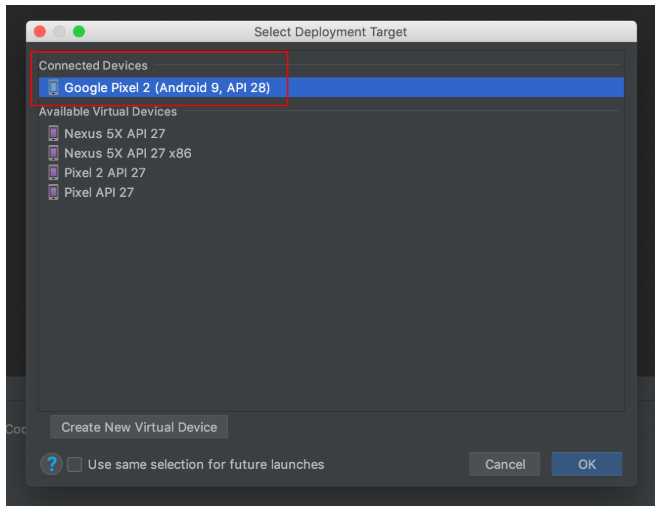 Select Deployment Target
Connected Devices
Google Pixel 2 (Android 9, API 28)
Available Virtual Devices
Nexus 5X API 27
Nexus 5X API 27 x86
Pixel 2 API 27
Pixel API 27
Create New Virtual Device
? Use same selection for future launches
Cancel
OK